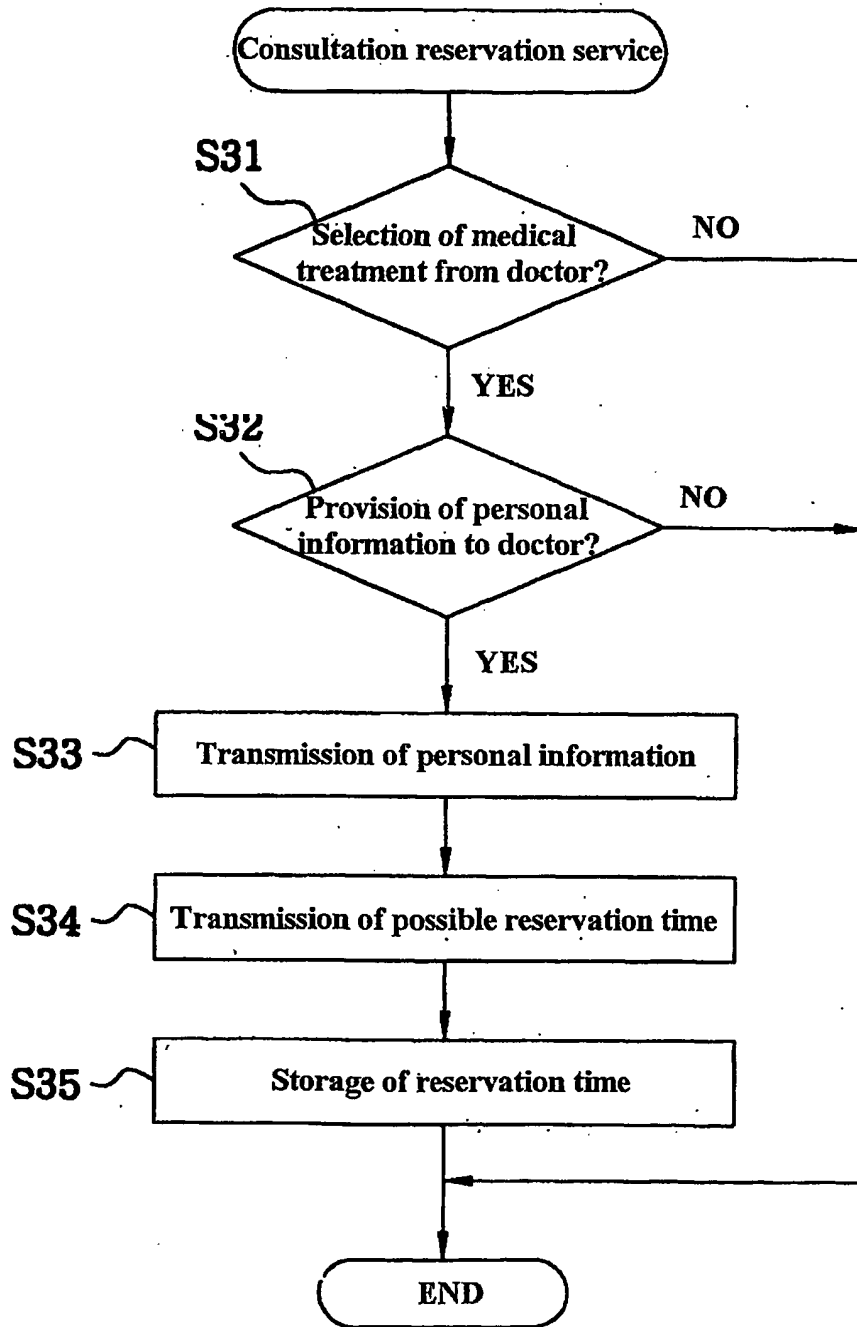 Consultation reservation service
S31
Selection of medical
treatment from doctor?
NO
YES
S32
Provision of personal
information to doctor?
NO
YES
S33
Transmission of personal information
S34
Transmission of possible reservation time
S35
Storage of reservation time
END